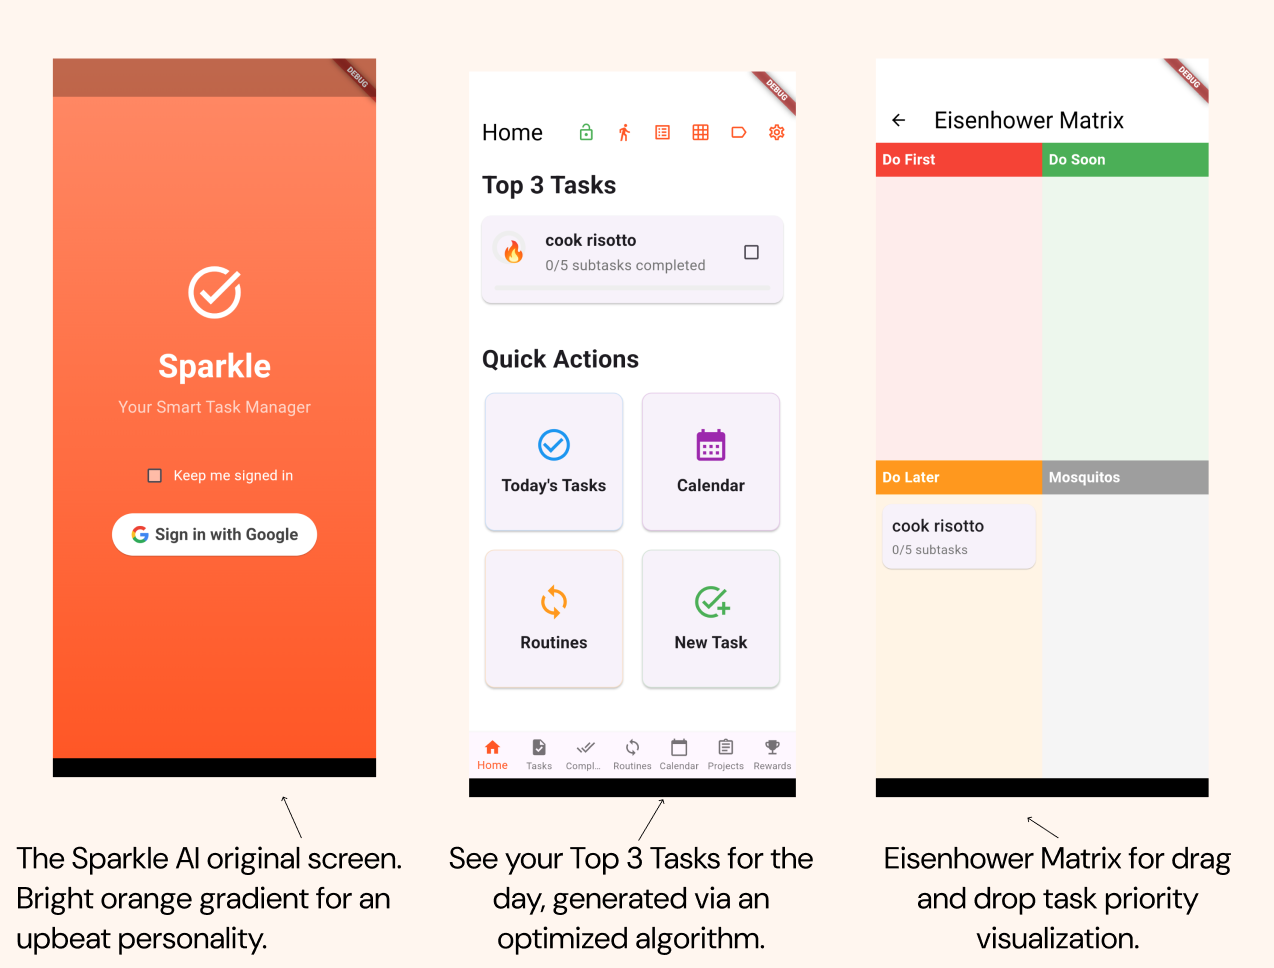 DEBUG
Sparkle
Your Smart Task Manager
Keep me signed in
Sign in with Google
The Sparkle AI original screen.
Bright orange gradient for an
upbeat personality.
DEBUG
Home
Top 3 Tasks
cook risotto
0/5 subtasks completed
Quick Actions
Today's Tasks
Calendar
Routines
New Task
Home
Tasks
Compl...
Routines
Calendar
Projects
Rewards
See your Top 3 Tasks for the
day, generated via an
optimized algorithm.
DEBUG
Eisenhower Matrix
Do First
Do Soon
Do Later
Mosquitos
cook risotto
0/5 subtasks
Eisenhower Matrix for drag
and drop task priority
visualization.